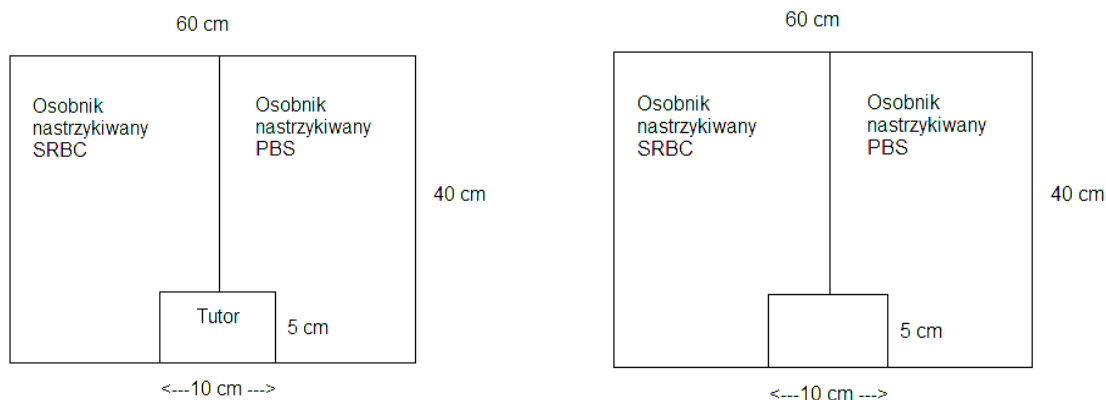 60 cm
Osobnik
nastrzykiwany
SRBC
Osobnik
nastrzykiwany
PBS
40 cm
Tutor
5 cm
<---10 cm --->
60 cm
Osobnik
nastrzykiwany
SRBC
Osobnik
nastrzykiwany
PBS
40 cm
5 cm
<---10 cm --->